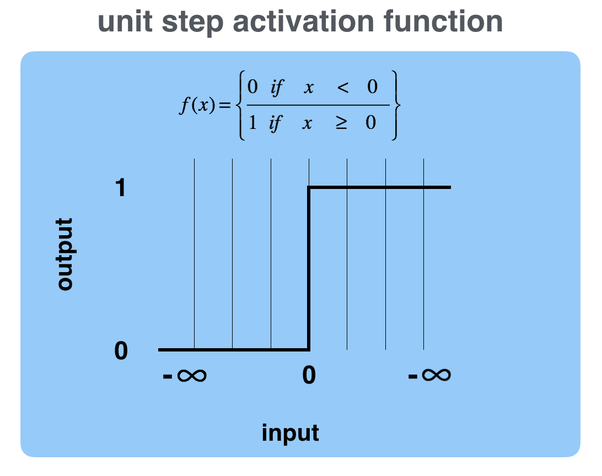 unit step activation function
f(x)={0 if x < 0
1 if x ≥ 0}
1
output
0
-∞ 0 -∞
input